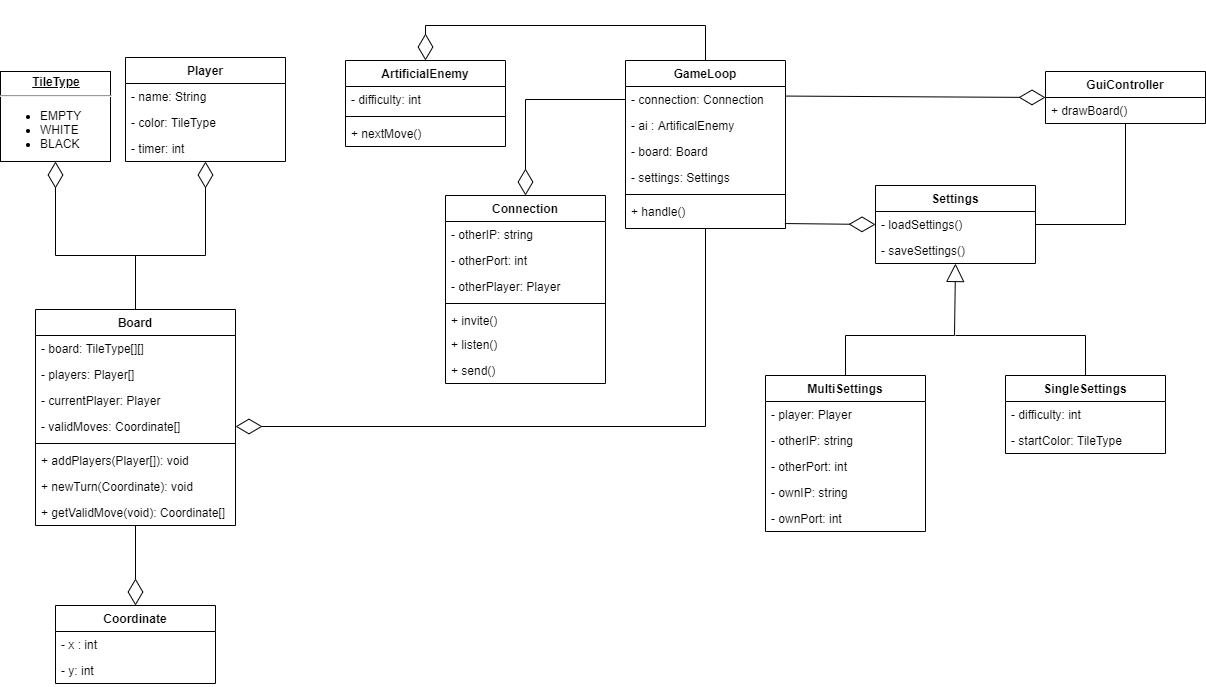 TileType
EMPTY
WHITE
BLACK
Player
- name: String
- color: TileType
- timer: int
ArtificialEnemy
- difficulty: int
+ nextMove()
GameLoop
- connection: Connection
- ai : ArtificalEnemy
- board: Board
- settings: Settings
+ handle()
GuiController
+ drawBoard()
Connection
- otherIP: string
- otherPort: int
- otherPlayer: Player
+ invite()
+ listen()
+ send()
Settings
- loadSettings()
- saveSettings()
Board
- board: TileType[][]
- players: Player[]
- currentPlayer: Player
- validMoves: Coordinate[]
+ addPlayers(Player[]): void
+ newTurn(Coordinate): void
+ getValidMove(void): Coordinate[]
MultiSettings
- player: Player
- otherIP: string
- otherPort: int
- ownIP: string
- ownPort: int
SingleSettings
- difficulty: int
- startColor: TileType
Coordinate
- x : int
- y: int